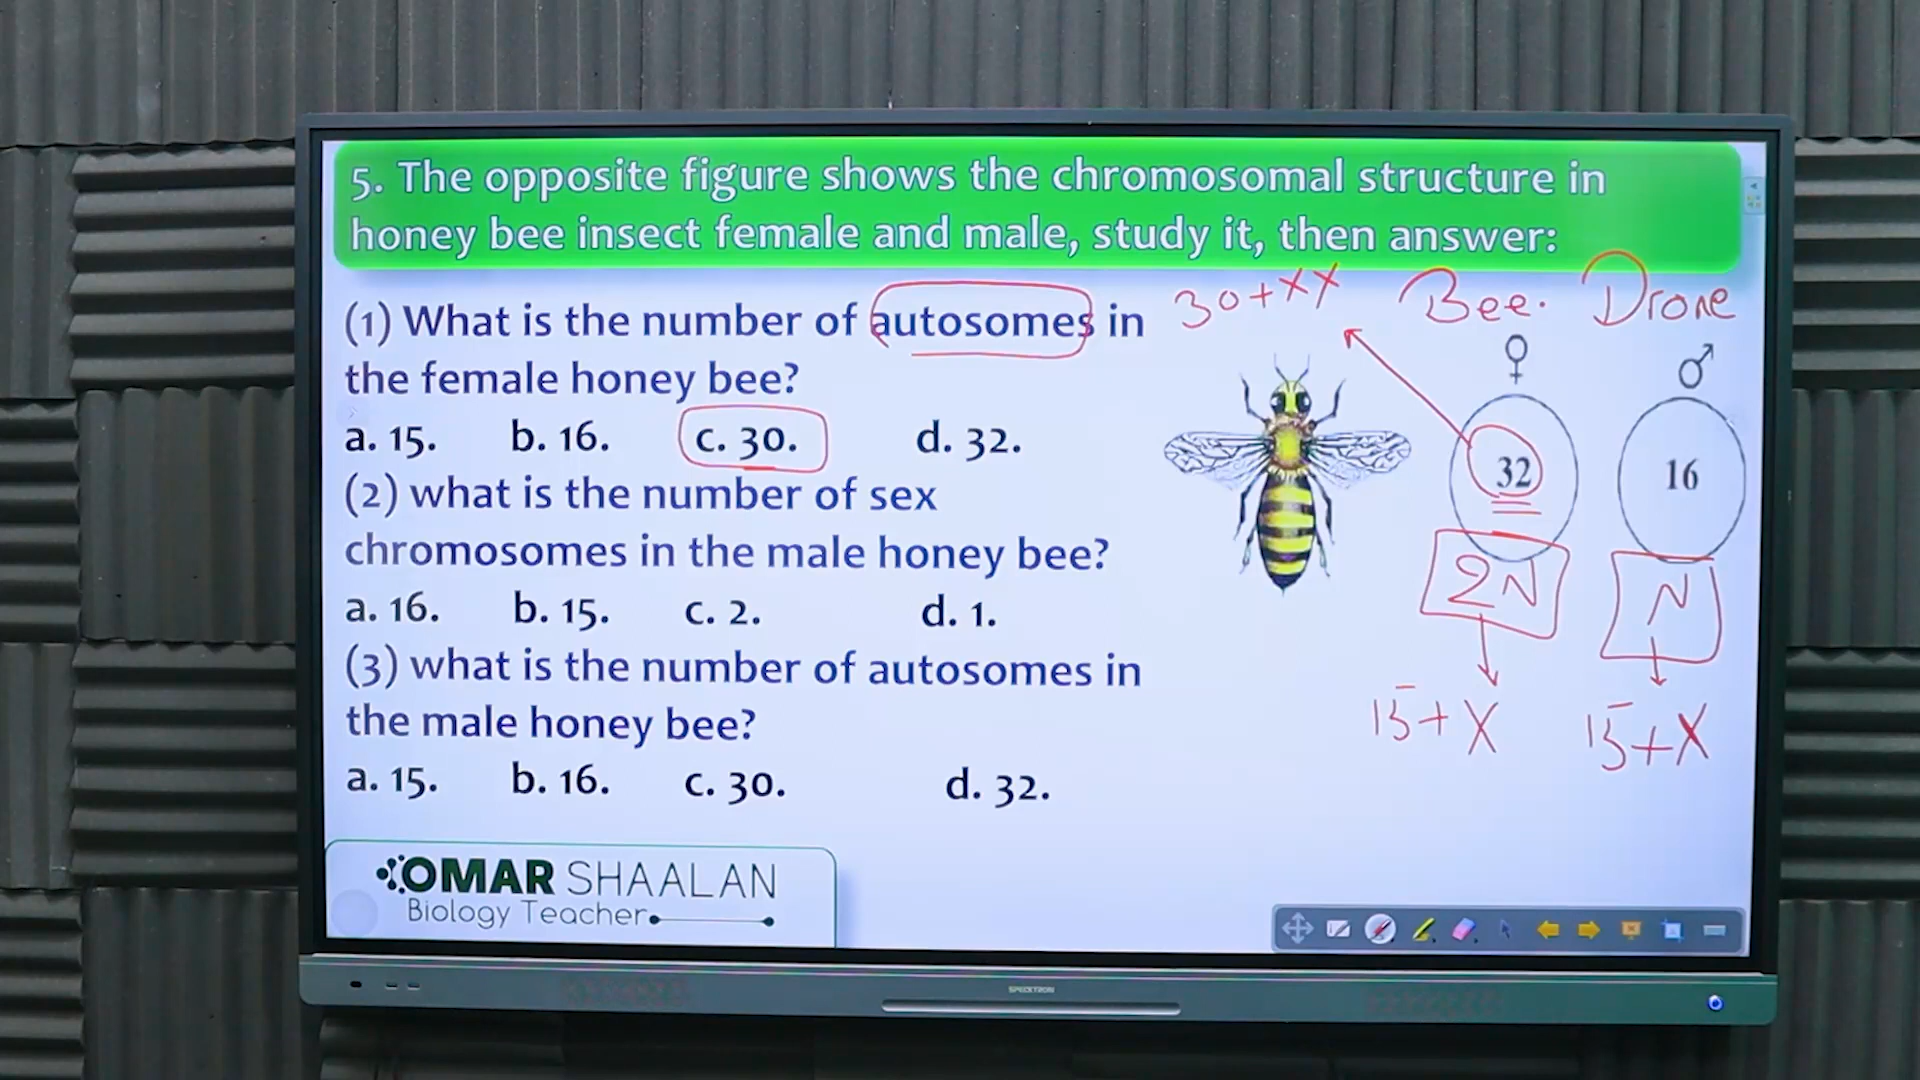 5. The opposite figure shows the chromosomal structure in
honey bee insect female and male, study it, then answer:
(1) What is the number of autosomes in
the female honey bee?
a. 15. b. 16. c. 30. d. 32.
(2) what is the number of sex
chromosomes in the male honey bee?
a. 16. b. 15. c. 2. d. 1.
(3) what is the number of autosomes in
the male honey bee?
a. 15. b. 16. c. 30. d. 32.
30+XX Bee. Drone
♀ ♂
32 16
2N N
15+X 15+X
OMAR SHAALAN
Biology Teacher
SPECKTRON